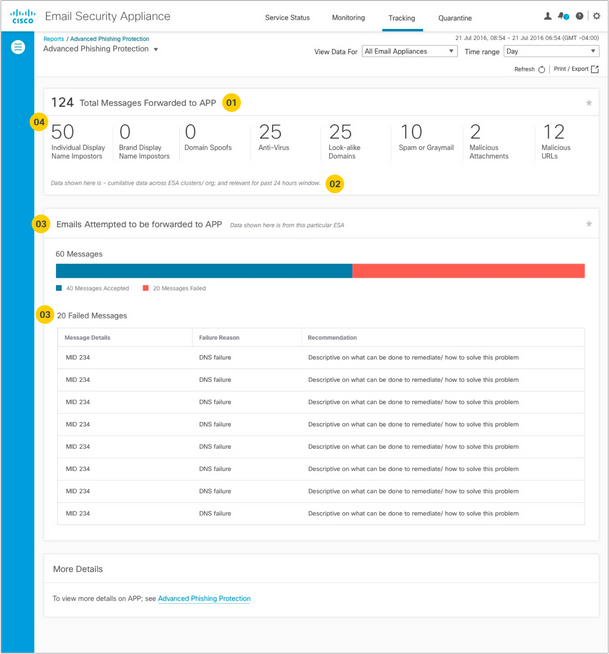 CISCO
Email Security Appliance
Service Status
Monitoring
Tracking
Quarantine
Reports / Advanced Phishing Protection
Advanced Phishing Protection
21 Jul 2016, 08:54 - 21 Jul 2016 06:54 (GMT -04:00)
View Data For All Email Appliances Time range Day
Refresh Print / Export
124 Total Messages Forwarded to APP 01
04
50
Individual Display
Name Impostors
0
Brand Display
Name Impostors
0
Domain Spoofs
25
Anti-Virus
25
Look-alike
Domains
10
Spam or Graymail
2
Malicious
Attachments
12
Malicious
URLs
Data shown here is - cumilative data across ESA clusters/ org; and relevant for past 24 hours window. 02
03 Emails Attempted to be forwarded to APP Data shown here is from this particular ESA
60 Messages
40 Messages Accepted 20 Messages Failed
03 20 Failed Messages
Message Details Failure Reason Recommendation
MID 234 DNS failure Descriptive on what can be done to remediate/ how to solve this problem
MID 234 DNS failure Descriptive on what can be done to remediate/ how to solve this problem
MID 234 DNS failure Descriptive on what can be done to remediate/ how to solve this problem
MID 234 DNS failure Descriptive on what can be done to remediate/ how to solve this problem
MID 234 DNS failure Descriptive on what can be done to remediate/ how to solve this problem
MID 234 DNS failure Descriptive on what can be done to remediate/ how to solve this problem
MID 234 DNS failure Descriptive on what can be done to remediate/ how to solve this problem
MID 234 DNS failure Descriptive on what can be done to remediate/ how to solve this problem
More Details
To view more details on APP; see Advanced Phishing Protection